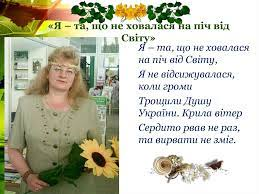 «Я – та, що не ховалася на піч від
Світу»
Я – та, що не ховалася
на піч від Світу,
Я не відсиджувалася,
коли громи
Трощили Душу
України. Крила вітер
Сердито рвав не раз,
та вирвати не зміг.